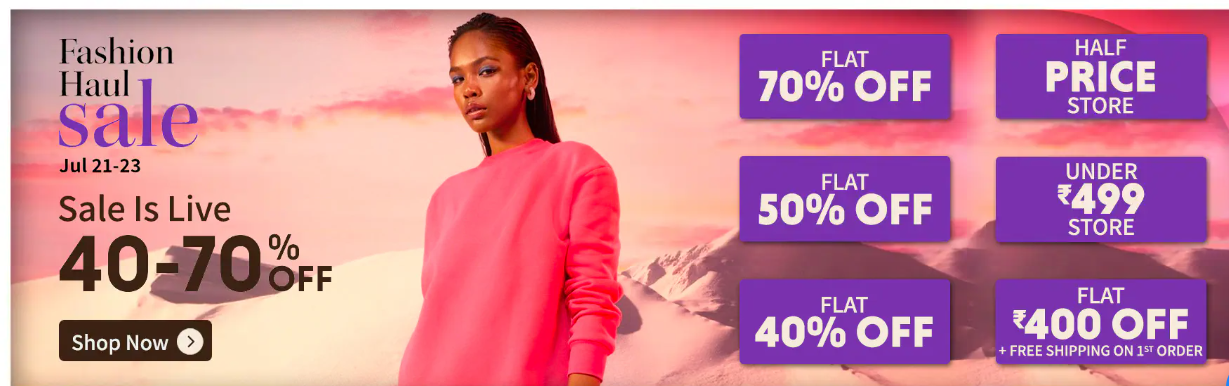 Fashion
Haul
sale
Jul 21-23
Sale Is Live
40-70% OFF
Shop Now
FLAT
70% OFF
HALF
PRICE
STORE
FLAT
50% OFF
UNDER
₹499
STORE
FLAT
40% OFF
FLAT
₹400 OFF
+ FREE SHIPPING ON 1ST ORDER